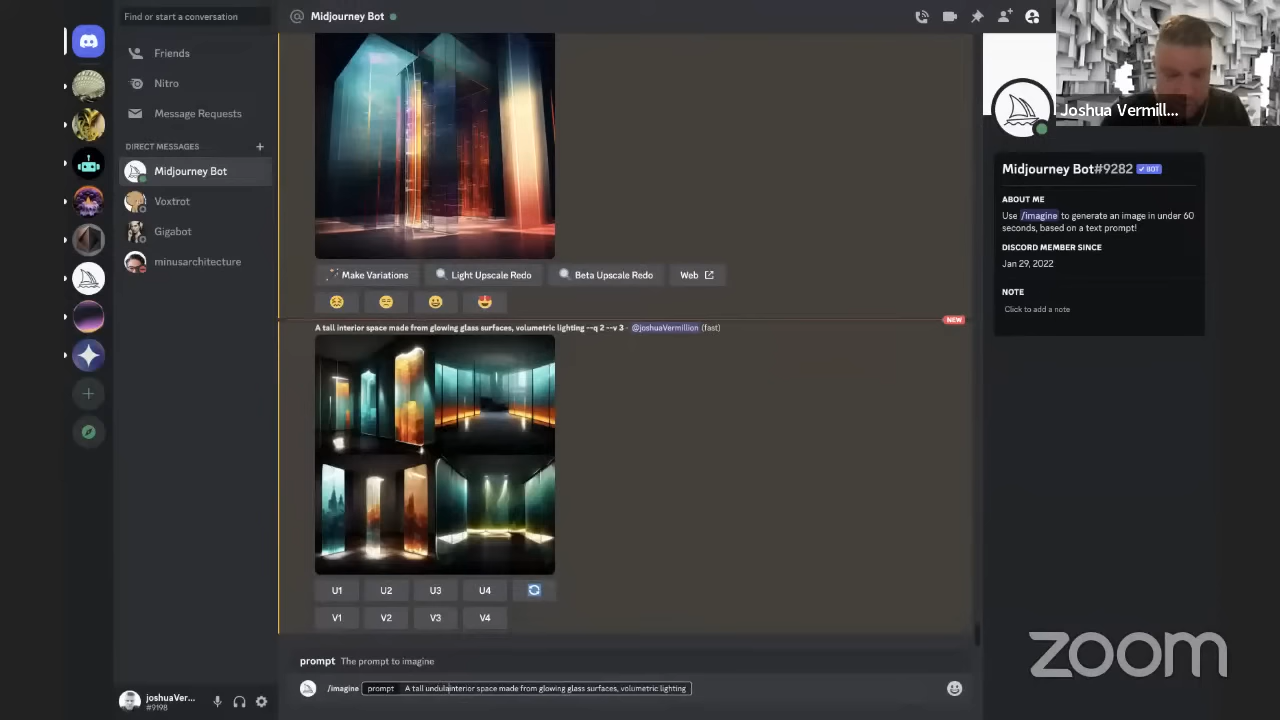 Find or start a conversation
Midjourney Bot
Friends
Nitro
Message Requests
DIRECT MESSAGES
Midjourney Bot
Voxtrot
Gigabot
minusarchitecture
Make Variations
Light Upscale Redo
Beta Upscale Redo
Web
NEW
A tall interior space made from glowing glass surfaces, volumetric lighting --q 2 --v 3 - @joshuaVermillion (fast)
U1
U2
U3
U4
V1
V2
V3
V4
prompt The prompt to imagine
/imagine prompt A tall undulainterior space made from glowing glass surfaces, volumetric lighting
joshuaVer...
#9198
Joshua Vermill...
Midjourney Bot#9282 BOT
ABOUT ME
Use /imagine to generate an image in under 60
seconds, based on a text prompt!
DISCORD MEMBER SINCE
Jan 29, 2022
NOTE
Click to add a note
zoom